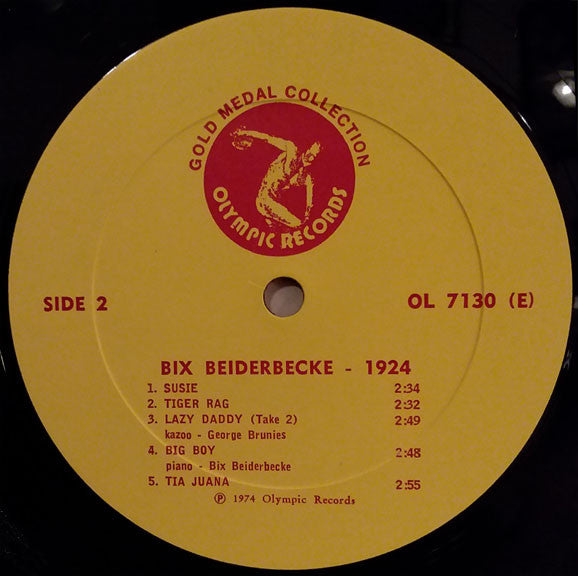 GOLD MEDAL COLLECTION
OLYMPIC RECORDS
SIDE 2
OL 7130 (E)
BIX BEIDERBECKE - 1924
1. SUSIE 2:34
2. TIGER RAG 2:32
3. LAZY DADDY (Take 2) 2:49
kazoo - George Brunies
4. BIG BOY 2:48
piano - Bix Beiderbecke
5. TIA JUANA 2:55
℗ 1974 Olympic Records